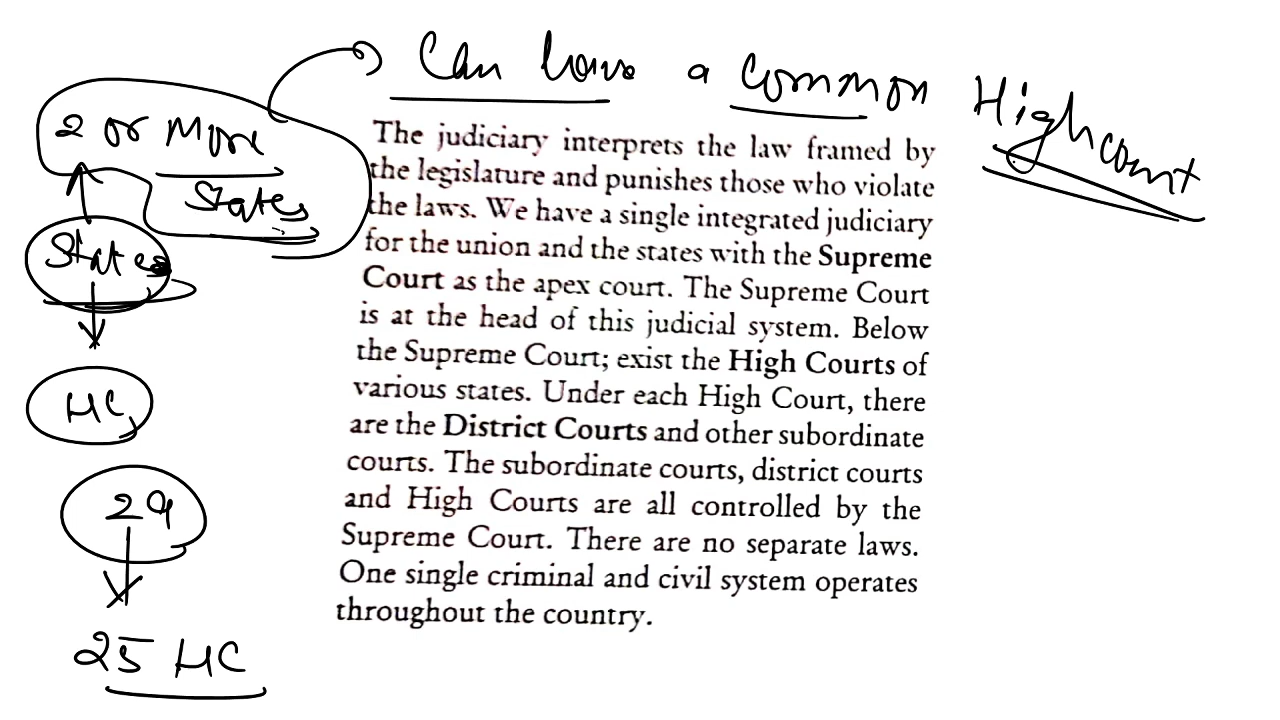 Can have a common Highcourt
2 or more
States
States
HC
29
25 HC
The judiciary interprets the law framed by
the legislature and punishes those who violate
the laws. We have a single integrated judiciary
for the union and the states with the Supreme
Court as the apex court. The Supreme Court
is at the head of this judicial system. Below
the Supreme Court; exist the High Courts of
various states. Under each High Court, there
are the District Courts and other subordinate
courts. The subordinate courts, district courts
and High Courts are all controlled by the
Supreme Court. There are no separate laws.
One single criminal and civil system operates
throughout the country.